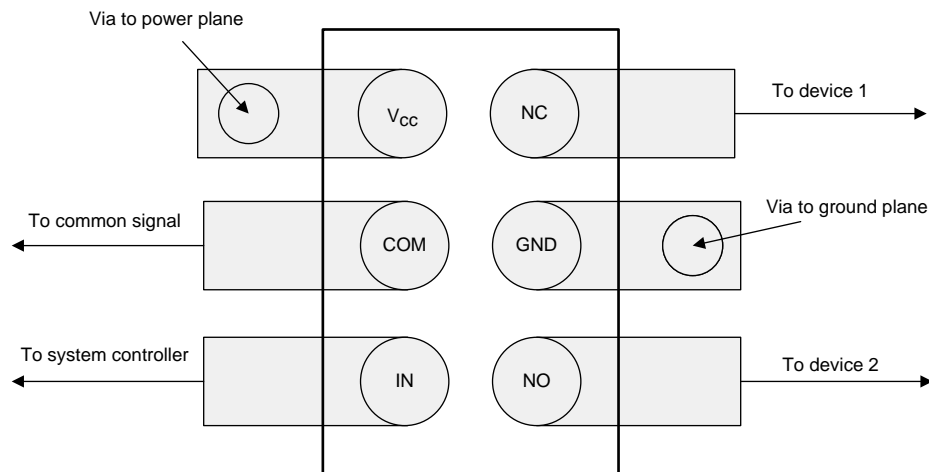 Via to power plane
VCC
NC
To device 1
To common signal
COM
GND
Via to ground plane
To system controller
IN
NO
To device 2